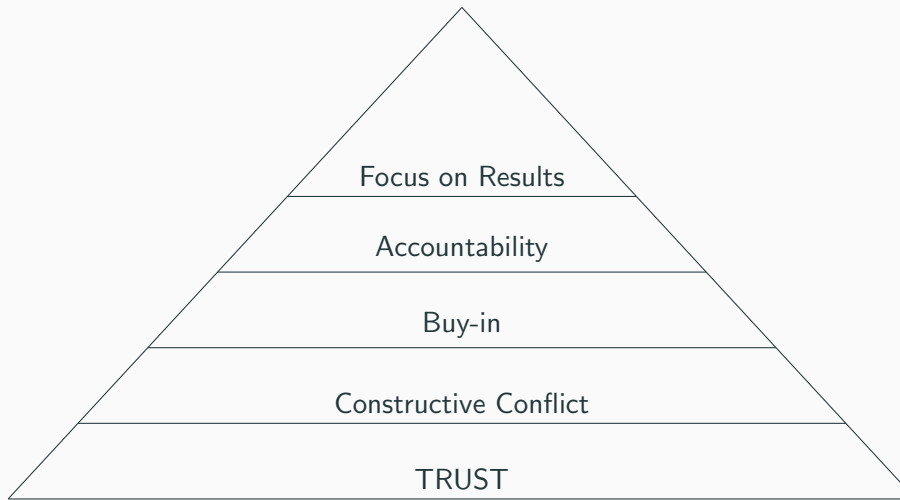 Focus on Results
Accountability
Buy-in
Constructive Conflict
TRUST